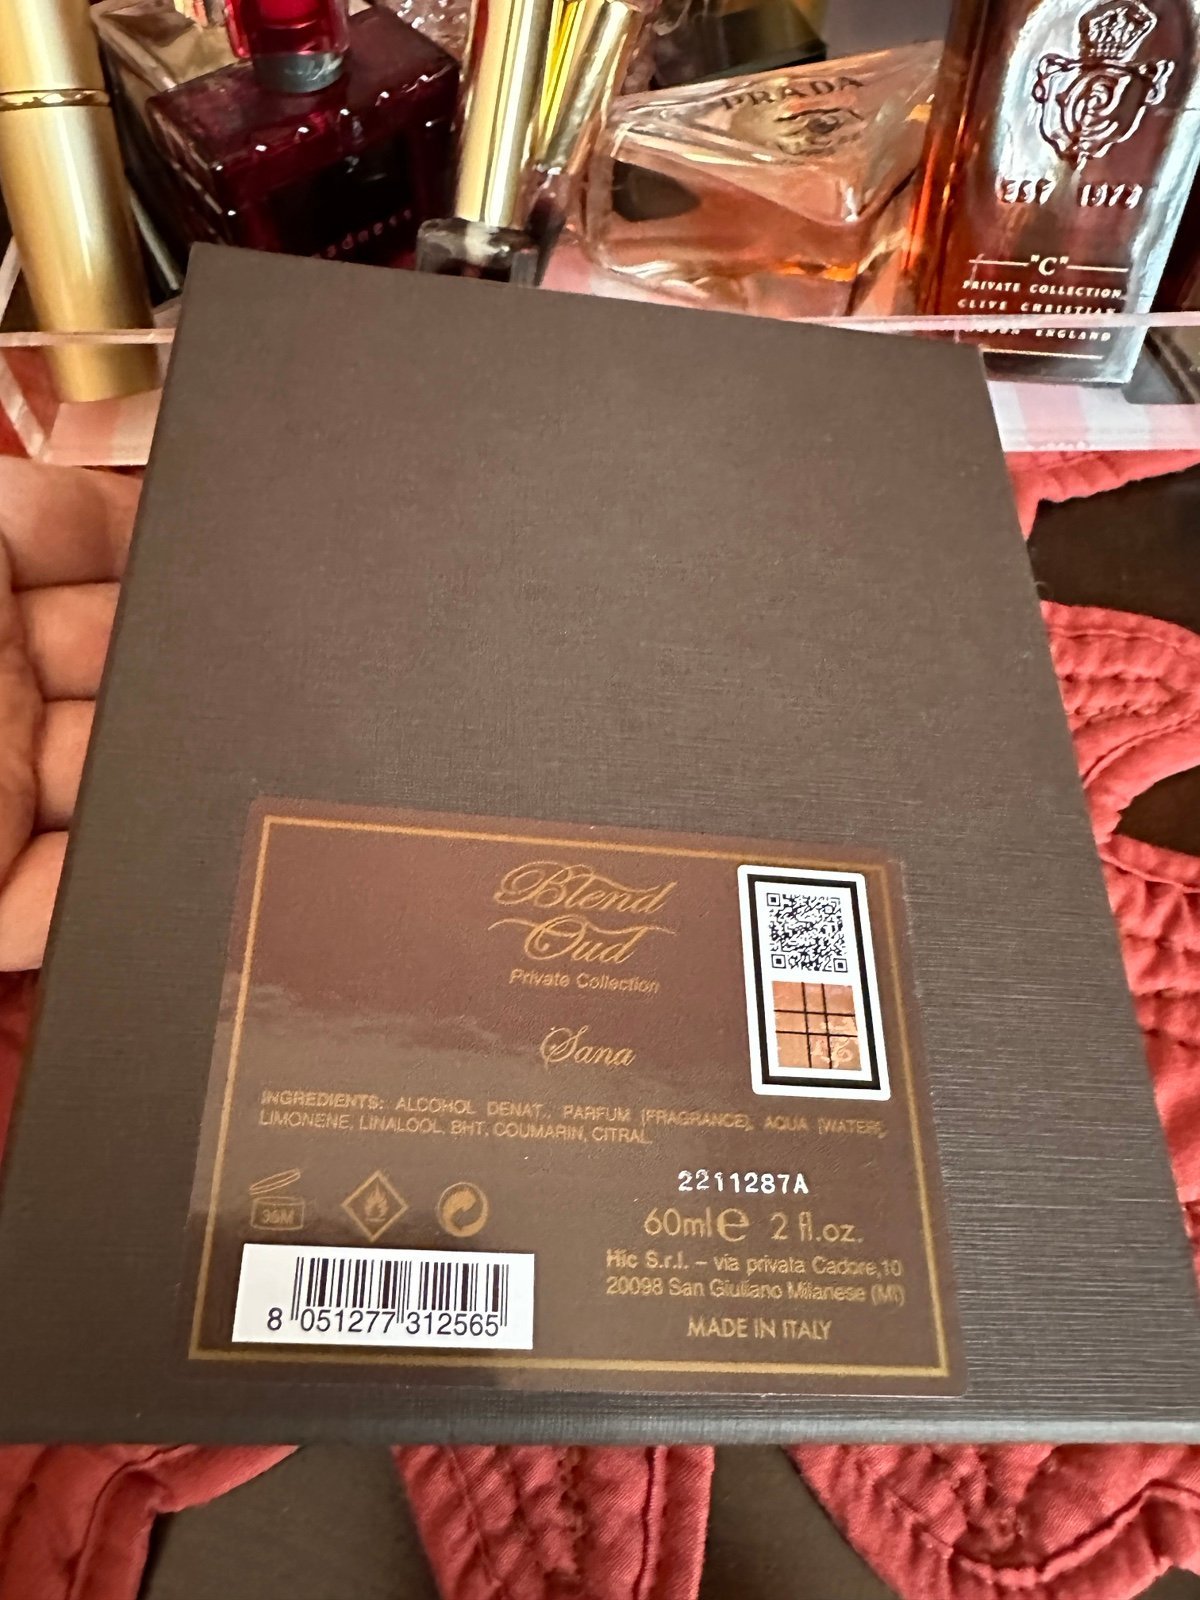 PRADA
EST 1872
"C"
PRIVATE COLLECTION
CLIVE CHRISTIAN
ENGLAND
Blend
Oud
Private Collection
Sana
INGREDIENTS: ALCOHOL DENAT., PARFUM [FRAGRANCE], AQUA [WATER],
LIMONENE, LINALOOL, BHT, COUMARIN, CITRAL.
2211287A
36M
60ml e 2 fl.oz.
Hic S.r.l. – via privata Cadore,10
20098 San Giuliano Milanese (MI)
8 051277 312565
MADE IN ITALY